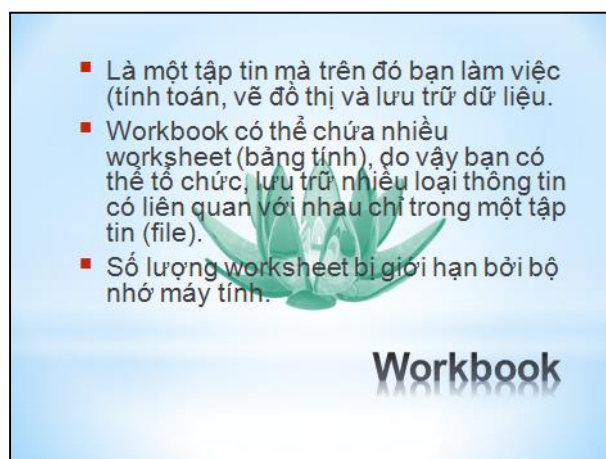 Là một tập tin mà trên đó bạn làm việc
(tính toán, vẽ đồ thị và lưu trữ dữ liệu.
Workbook có thể chứa nhiều
worksheet (bảng tính), do vậy bạn có
thể tổ chức, lưu trữ nhiều loại thông tin
có liên quan với nhau chỉ trong một tập
tin (file).
Số lượng worksheet bị giới hạn bởi bộ
nhớ máy tính.
Workbook